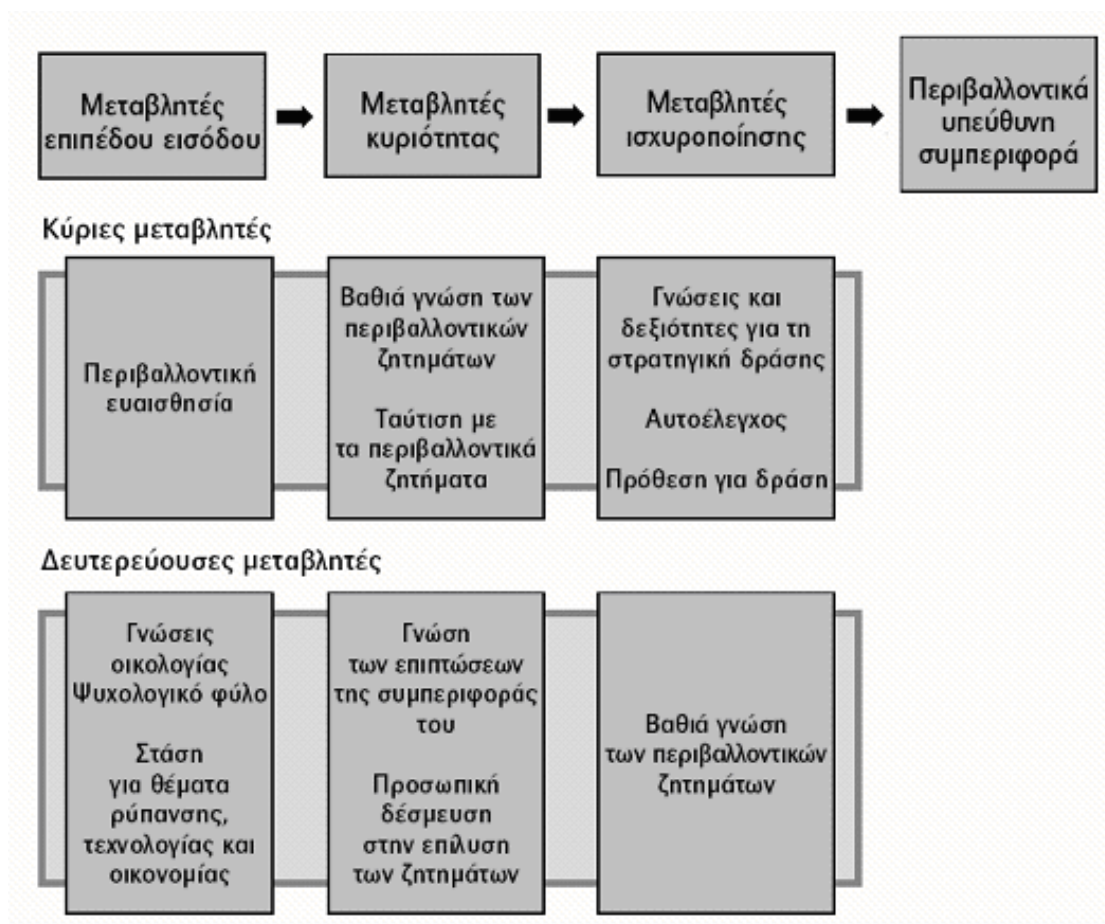 Μεταβλητές
επιπέδου εισόδου
Μεταβλητές
κυριότητας
Μεταβλητές
ισχυροποίησης
Περιβαλλοντικά
υπεύθυνη
συμπεριφορά
Κύριες μεταβλητές
Περιβαλλοντική
ευαισθησία
Βαθιά γνώση των
περιβαλλοντικών
ζητημάτων
Ταύτιση με
τα περιβαλλοντικά
ζητήματα
Γνώσεις και
δεξιότητες για τη
στρατηγική δράσης
Αυτοέλεγχος
Πρόθεση για δράση
Δευτερεύουσες μεταβλητές
Γνώσεις
οικολογίας
Ψυχολογικό φύλο
Στάση
για θέματα
ρύπανσης,
τεχνολογίας και
οικονομίας
Γνώση
των επιπτώσεων
της συμπεριφοράς
του
Προσωπική
δέσμευση
στην επίλυση
των ζητημάτων
Βαθιά γνώση
των περιβαλλοντικών
ζητημάτων